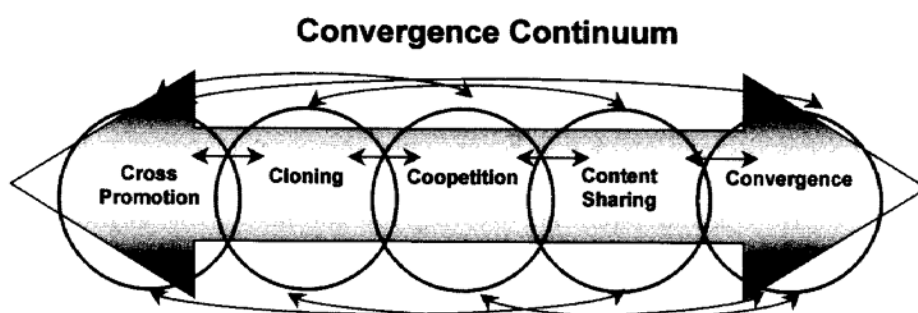 Convergence Continuum
Cross
Promotion
Cloning
Coopetition
Content
Sharing
Convergence